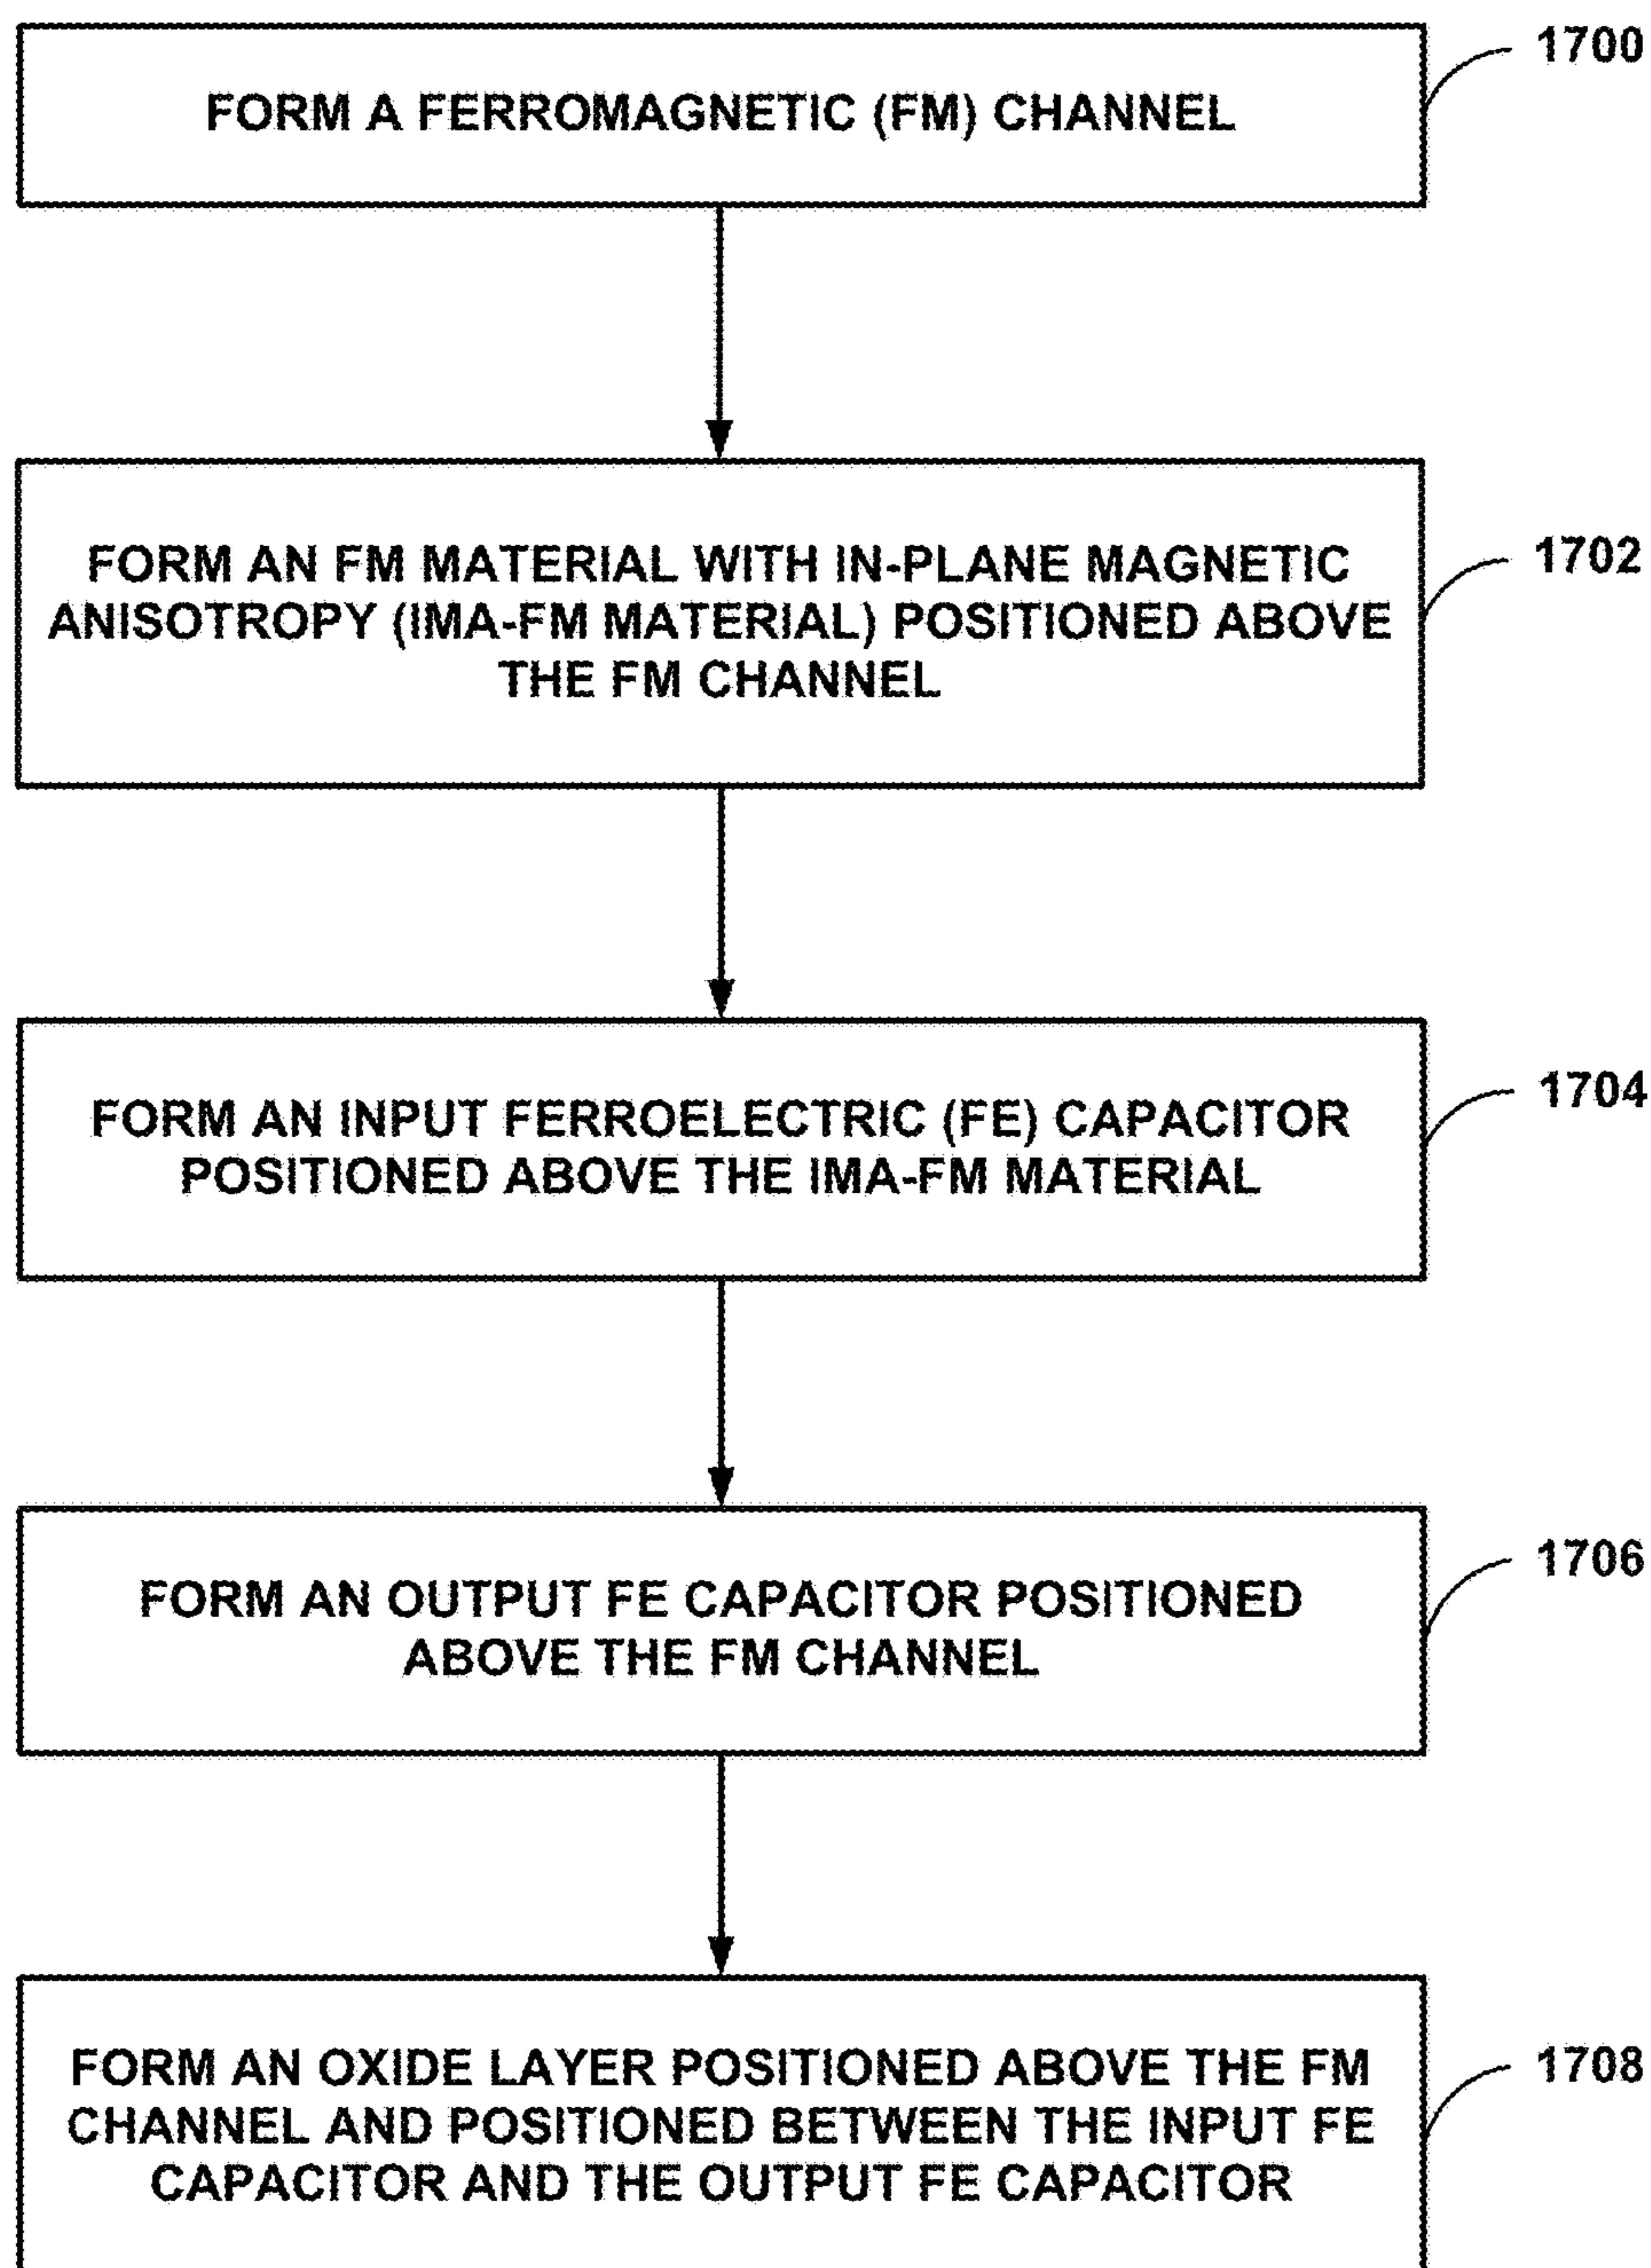 1700
FORM A FERROMAGNETIC (FM) CHANNEL
1702
FORM AN FM MATERIAL WITH IN-PLANE MAGNETIC
ANISOTROPY (IMA-FM MATERIAL) POSITIONED ABOVE
THE FM CHANNEL
1704
FORM AN INPUT FERROELECTRIC (FE) CAPACITOR
POSITIONED ABOVE THE IMA-FM MATERIAL
1706
FORM AN OUTPUT FE CAPACITOR POSITIONED
ABOVE THE FM CHANNEL
1708
FORM AN OXIDE LAYER POSITIONED ABOVE THE FM
CHANNEL AND POSITIONED BETWEEN THE INPUT FE
CAPACITOR AND THE OUTPUT FE CAPACITOR